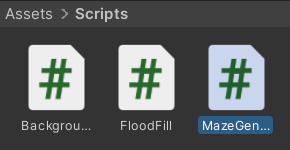 Assets > Scripts
# # #
Backgrou... FloodFill MazeGen...